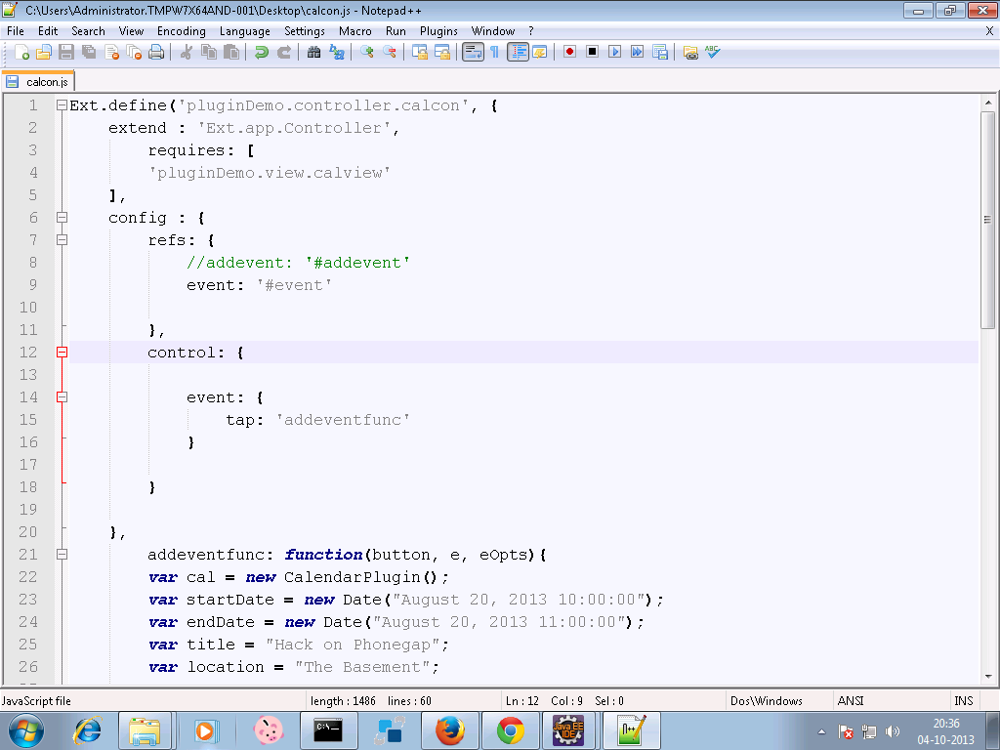 C:\Users\Administrator.TMPW7X64AND-001\Desktop\calcon.js - Notepad++
File Edit Search View Encoding Language Settings Macro Run Plugins Window ? X
calcon.js
1 Ext.define('pluginDemo.controller.calcon', {
2 extend : 'Ext.app.Controller',
3 requires: [
4 'pluginDemo.view.calview'
5 ],
6 config : {
7 refs: {
8 //addevent: '#addevent'
9 event: '#event'
10
11 },
12 control: {
13
14 event: {
15 tap: 'addeventfunc'
16 }
17
18 }
19
20 },
21 addeventfunc: function(button, e, eOpts){
22 var cal = new CalendarPlugin();
23 var startDate = new Date("August 20, 2013 10:00:00");
24 var endDate = new Date("August 20, 2013 11:00:00");
25 var title = "Hack on Phonegap";
26 var location = "The Basement";
JavaScript file length : 1486 lines : 60 Ln : 12 Col : 9 Sel : 0 Dos\Windows ANSI INS
C:\_
Java EE
IDE
N++
20:36
04-10-2013